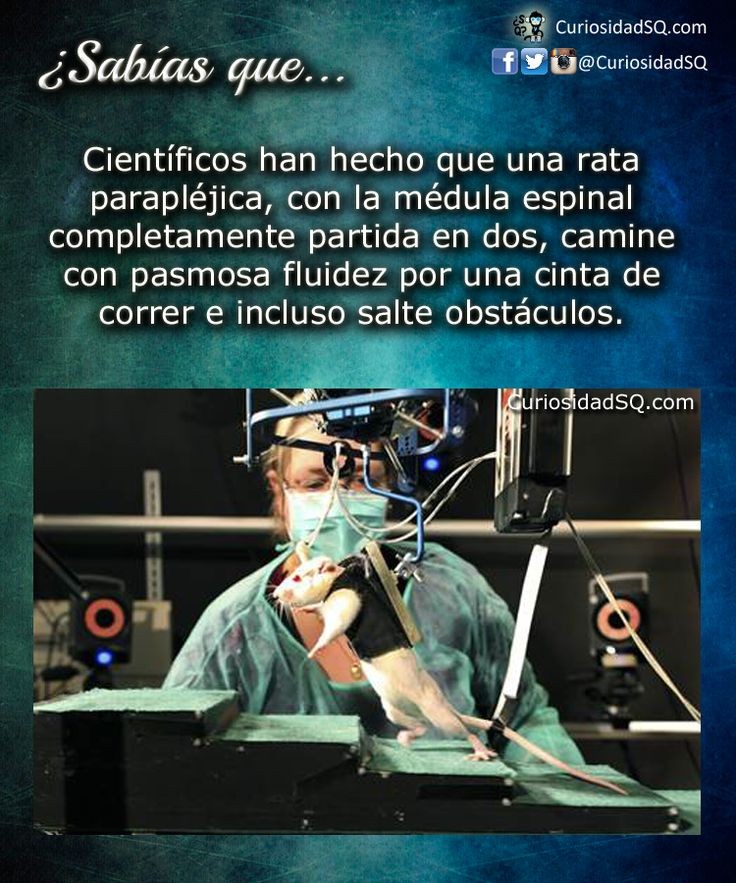 CuriosidadSQ.com
@CuriosidadSQ
¿Sabías que...
Científicos han hecho que una rata
parapléjica, con la médula espinal
completamente partida en dos, camine
con pasmosa fluidez por una cinta de
correr e incluso salte obstáculos.
CuriosidadSQ.com